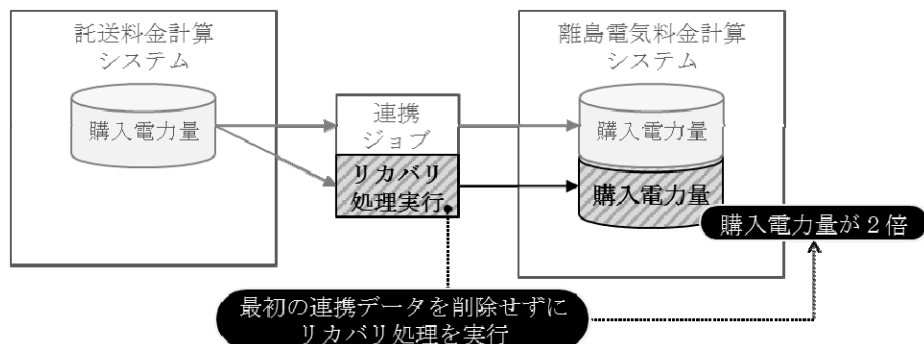 託送料金計算
システム
購入電力量
連携
ジョブ
リカバリ
処理実行
離島電気料金計算
システム
購入電力量
購入電力量
購入電力量が２倍
最初の連携データを削除せずに
リカバリ処理を実行